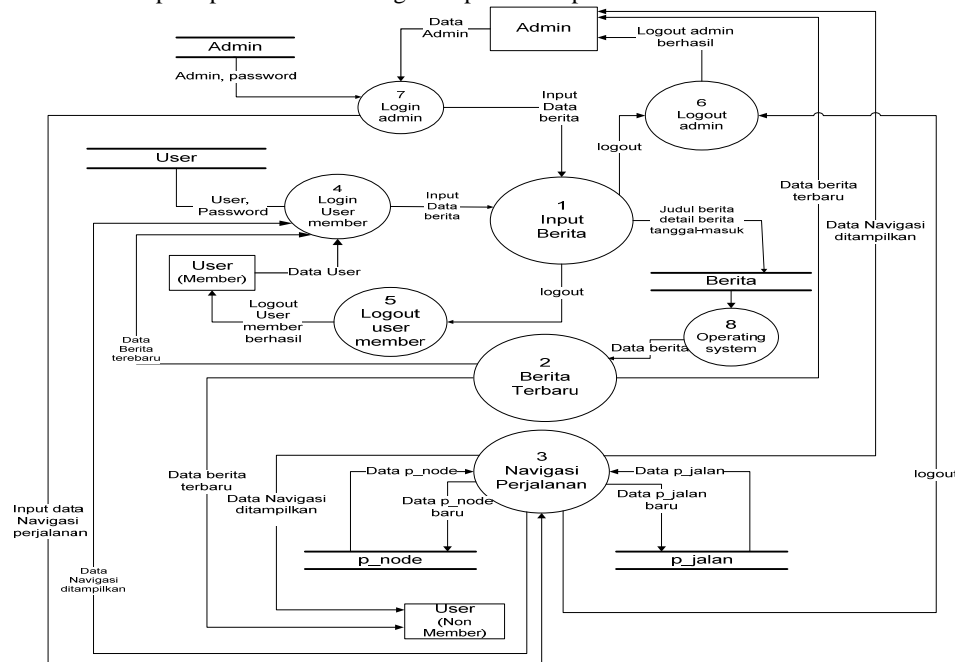 Data
Admin
Admin
Logout admin
berhasil
Admin
Admin, password
7
Login
admin
Input
Data
berita
6
Logout
admin
logout
User
User,
Password
4
Login
User
member
Input
Data
berita
1
Input
Berita
Judul berita
detail berita
tanggal-masuk
Data berita
terbaru
Data Navigasi
ditampilkan
User
(Member)
Data User
Logout
User
member
berhasil
5
Logout
user
member
logout
Berita
8
Operating
system
Data berita
Data
Berita
terebaru
2
Berita
Terbaru
3
Navigasi
Perjalanan
Data p_node
Data p_node
baru
Data p_jalan
Data p_jalan
baru
logout
Data berita
terbaru
Data Navigasi
ditampilkan
Input data
Navigasi
perjalanan
Data
Navigasi
ditampilkan
p_node
p_jalan
User
(Non
Member)